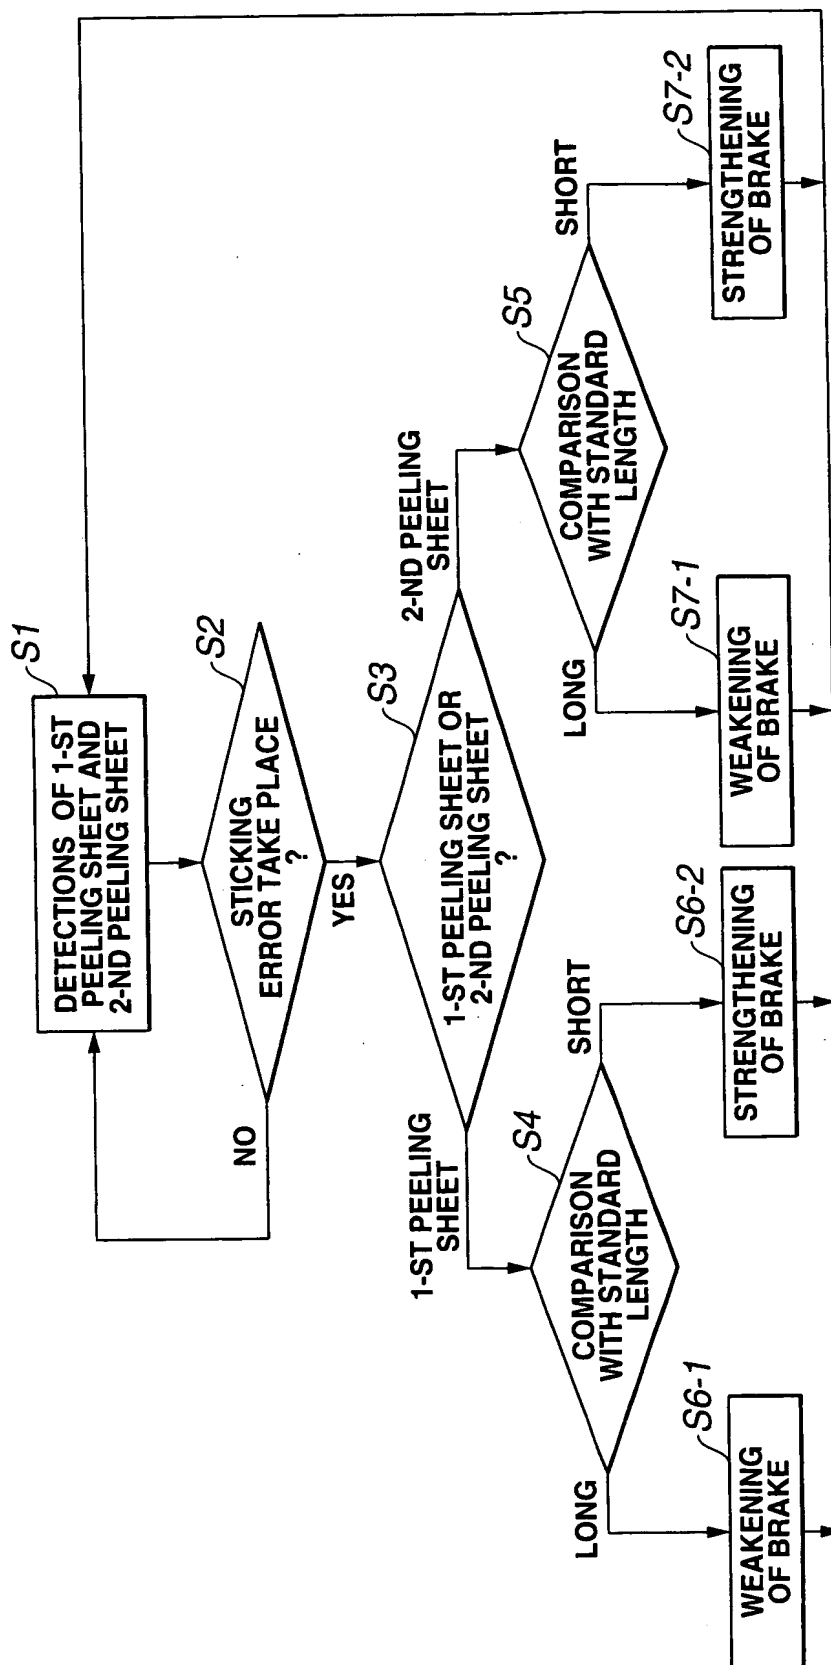 S1
DETECTIONS OF 1-ST
PEELING SHEET AND
2-ND PEELING SHEET
S2
STICKING
ERROR TAKE PLACE
?
NO
YES
S3
1-ST PEELING SHEET OR
2-ND PEELING SHEET
?
1-ST PEELING
SHEET
2-ND PEELING
SHEET
S4
COMPARISON
WITH STANDARD
LENGTH
LONG
SHORT
S5
COMPARISON
WITH STANDARD
LENGTH
LONG
SHORT
S6-1
WEAKENING
OF BRAKE
S6-2
STRENGTHENING
OF BRAKE
S7-1
WEAKENING
OF BRAKE
S7-2
STRENGTHENING
OF BRAKE